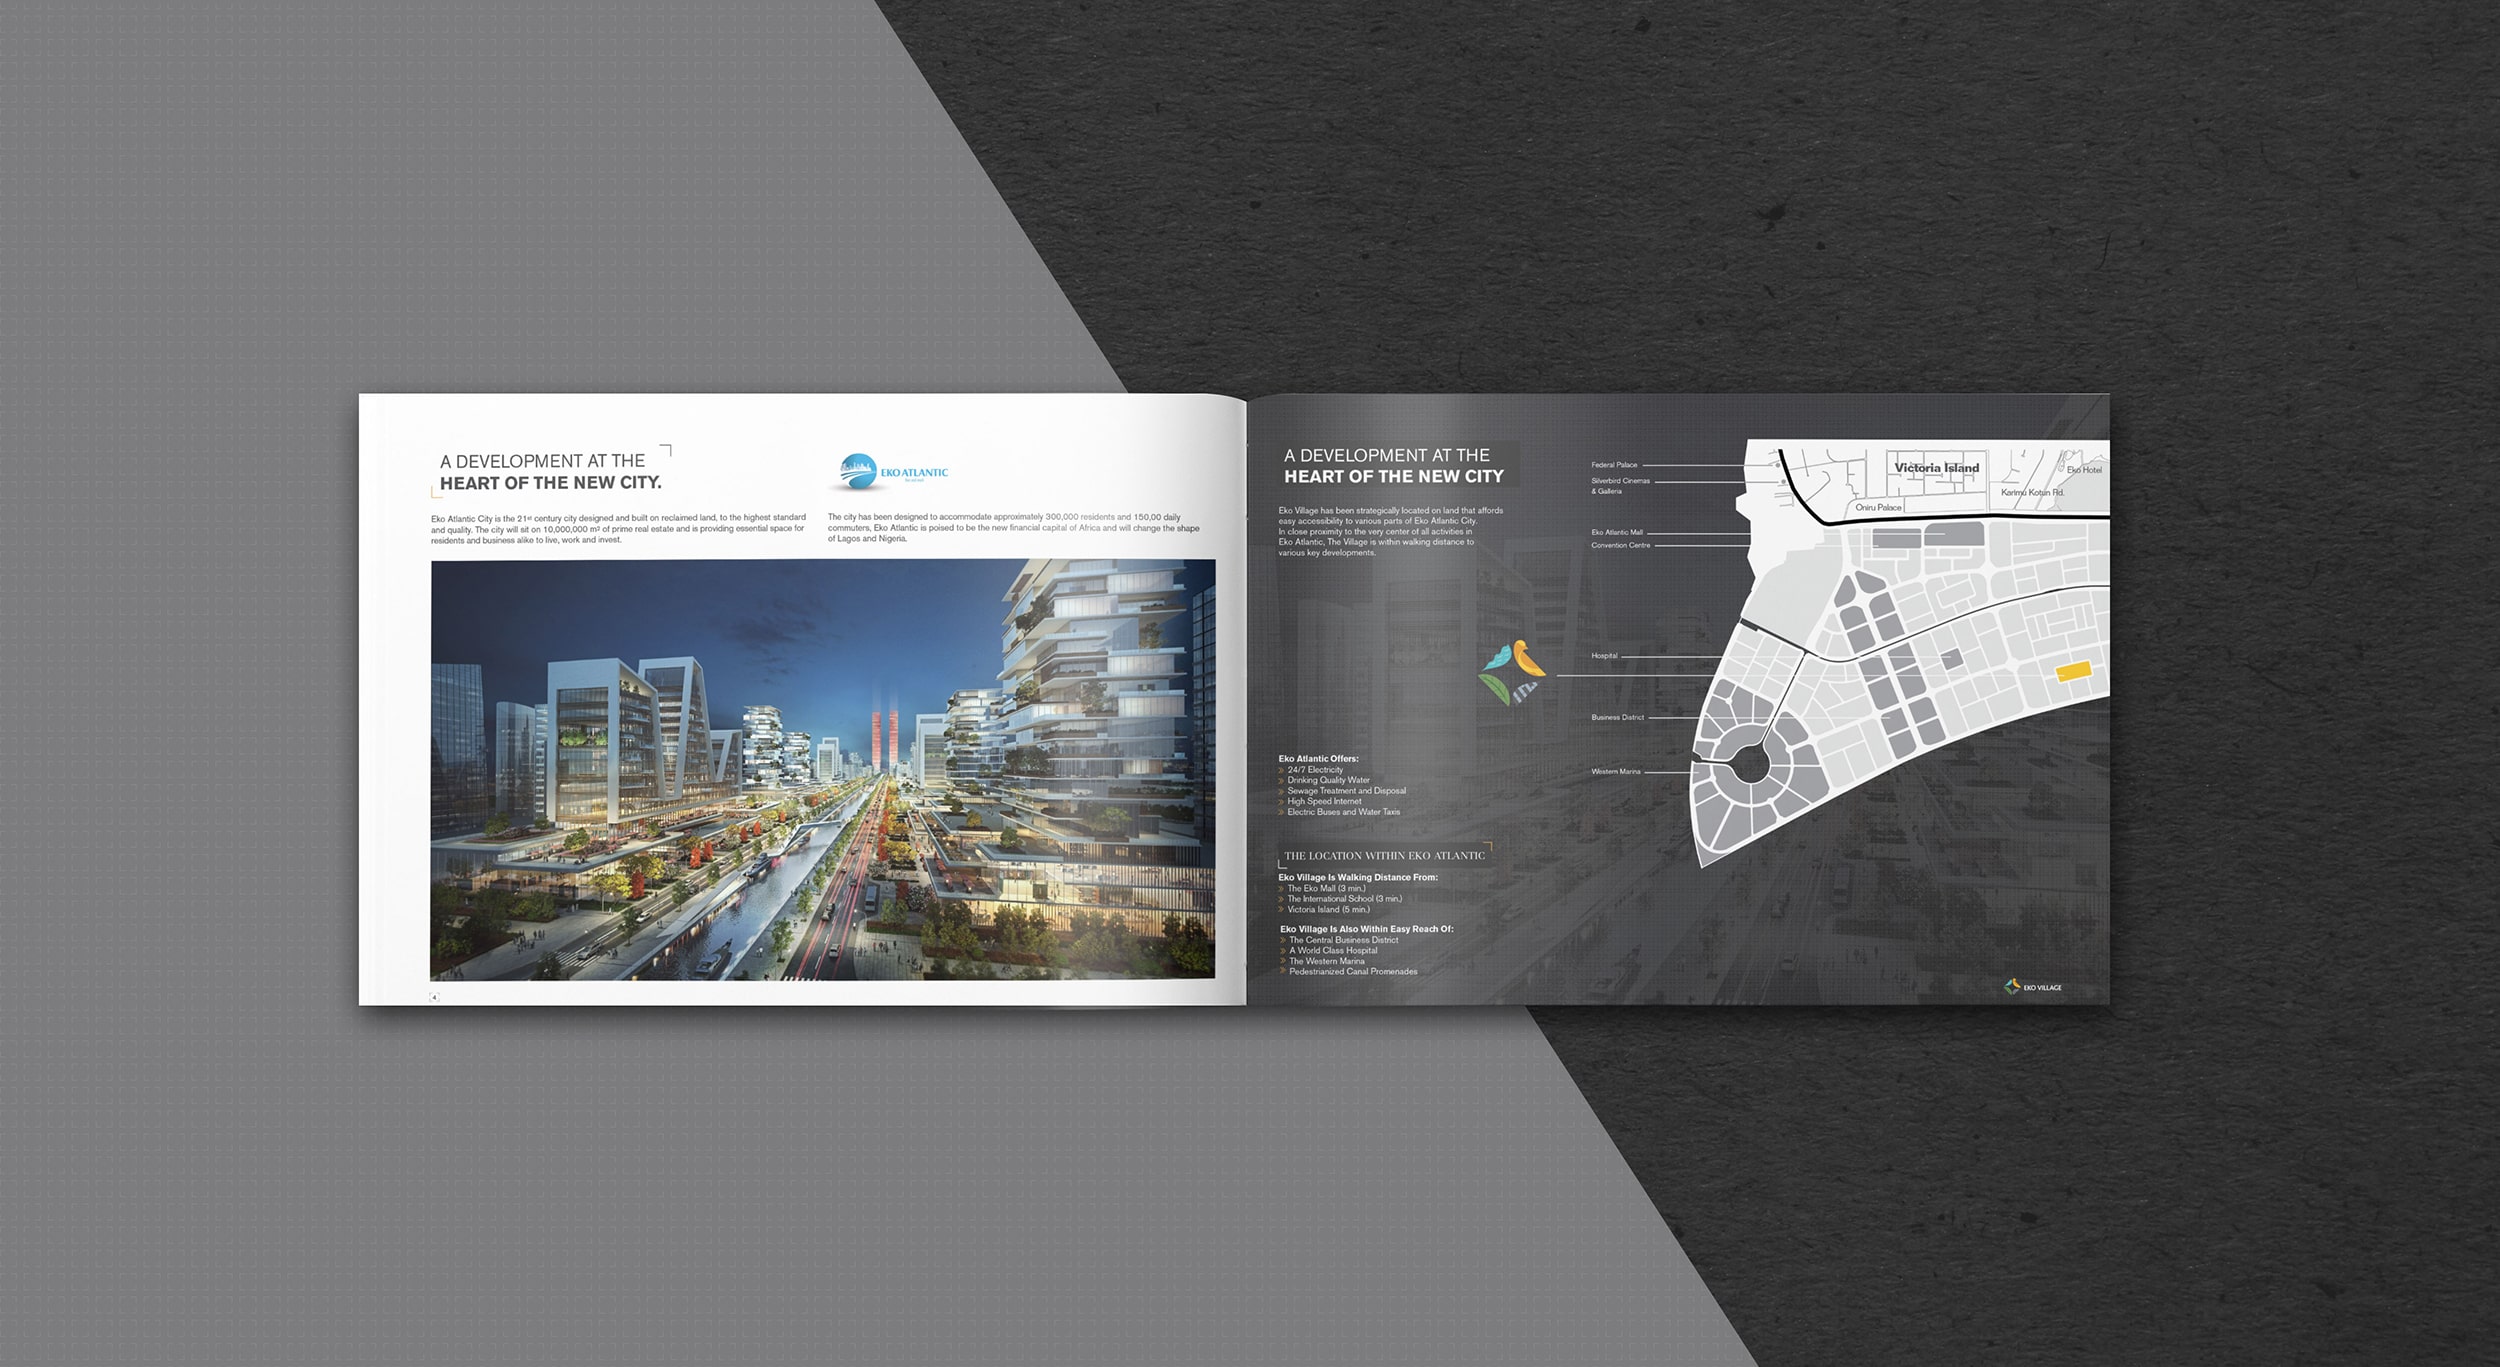 A DEVELOPMENT AT THE
HEART OF THE NEW CITY.
EKO ATLANTIC
Eko Atlantic City is the 21st century city designed and built on reclaimed land, to the highest standard
and quality. The city will sit on 10,000,000 m² of prime real estate and is providing essential space for
residents and business alike to live, work and invest.
The city has been designed to accommodate approximately 300,000 residents and 150,00 daily
commuters, Eko Atlantic is poised to be the new financial capital of Africa and will change the shape
of Lagos and Nigeria.
4
A DEVELOPMENT AT THE
HEART OF THE NEW CITY
Eko Village has been strategically located on land that affords
easy accessibility to various parts of Eko Atlantic City.
In close proximity to the very center of all activities in
Eko Atlantic, The Village is within walking distance to
various key developments.
Eko Atlantic Offers:
24/7 Electricity
Drinking Quality Water
Sewage Treatment and Disposal
High Speed Internet
Electric Buses and Water Taxis
THE LOCATION WITHIN EKO ATLANTIC
Eko Village Is Walking Distance From:
The Eko Mall (3 min.)
The International School (3 min.)
Victoria Island (5 min.)
Eko Village Is Also Within Easy Reach Of:
The Central Business District
A World Class Hospital
The Western Marina
Pedestrianized Canal Promenades
Federal Palace
Silverbird Cinemas
& Galleria
Eko Atlantic Mall
Convention Centre
Hospital
Business District
Western Marina
Victoria Island
Eko Hotel
Karimu Kotun Rd.
Oniru Palace
EKO VILLAGE